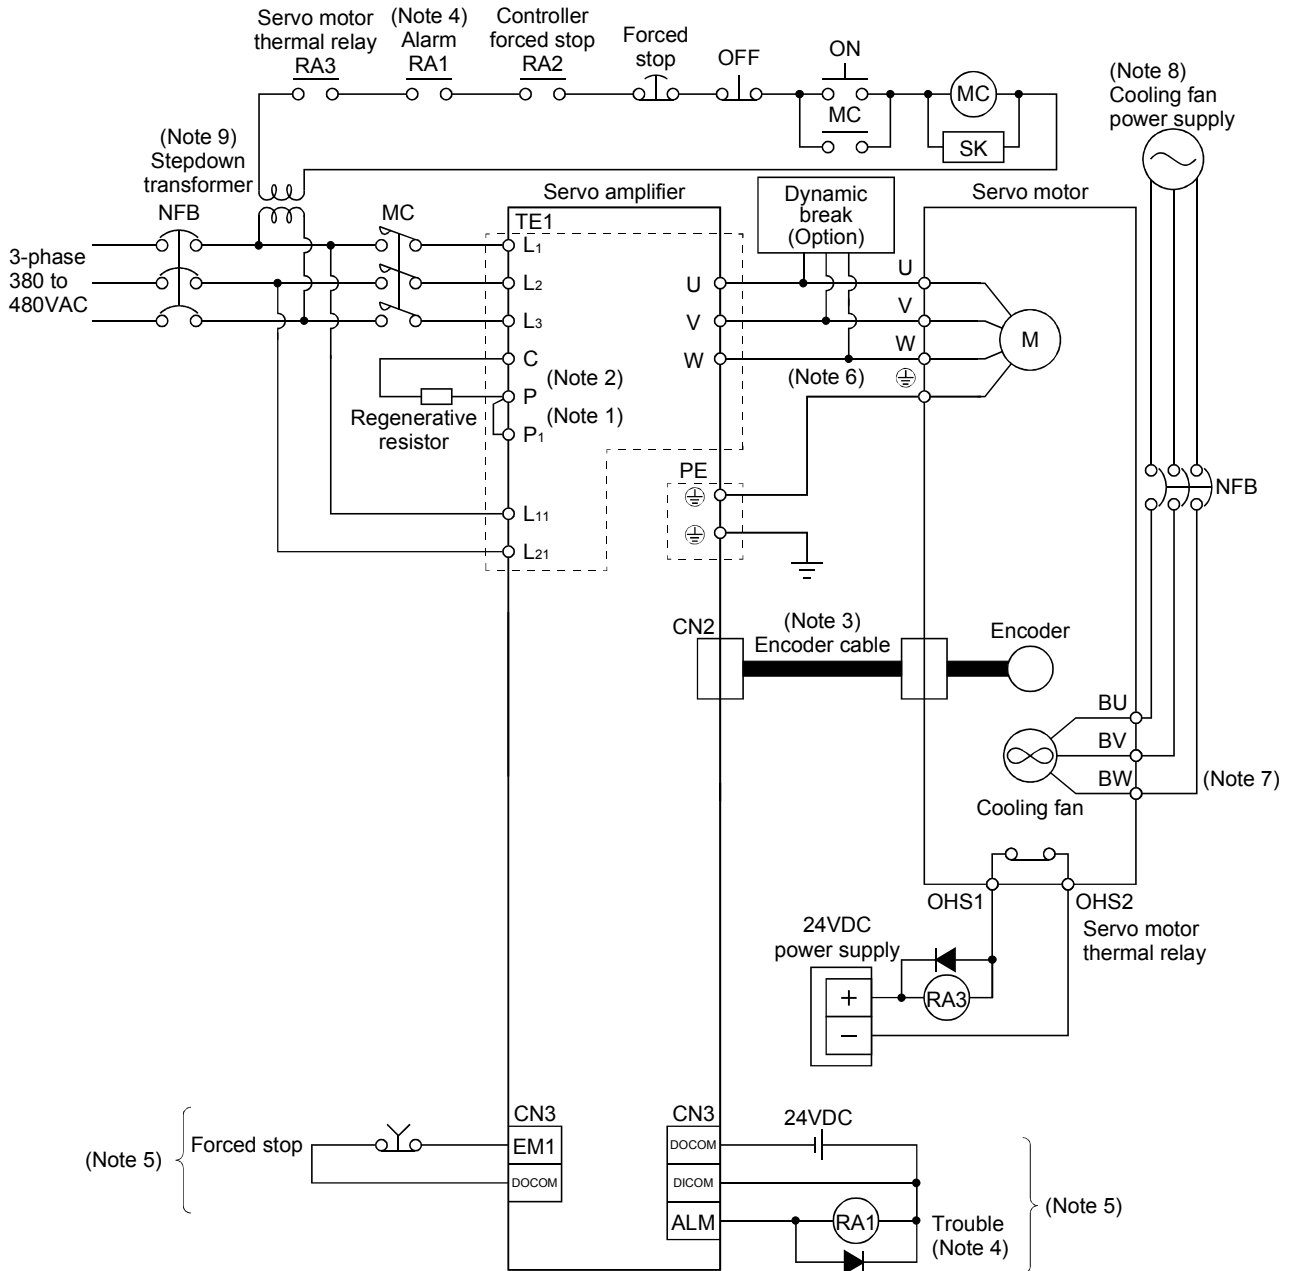 Servo motor
thermal relay
RA3
(Note 4)
Alarm
RA1
Controller
forced stop
RA2
Forced
stop
OFF
ON
MC
MC
SK
(Note 8)
Cooling fan
power supply
(Note 9)
Stepdown
transformer
NFB
MC
3-phase
380 to
480VAC
Servo amplifier
TE1
L1
L2
L3
C
P
P1
(Note 2)
(Note 1)
Regenerative
resistor
L11
L21
U
V
W
PE
Dynamic
break
(Option)
Servo motor
U
V
W
(Note 6)
M
NFB
CN2
(Note 3)
Encoder cable
Encoder
BU
BV
BW
(Note 7)
Cooling fan
OHS1
OHS2
Servo motor
thermal relay
24VDC
power supply
+
−
RA3
(Note 5)
Forced stop
CN3
EM1
DOCOM
CN3
DOCOM
DICOM
ALM
24VDC
RA1
Trouble
(Note 4)
(Note 5)